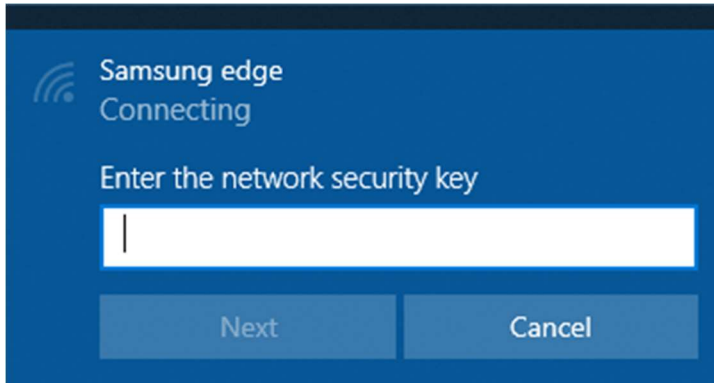 Samsung edge
Connecting
Enter the network security key
Next
Cancel